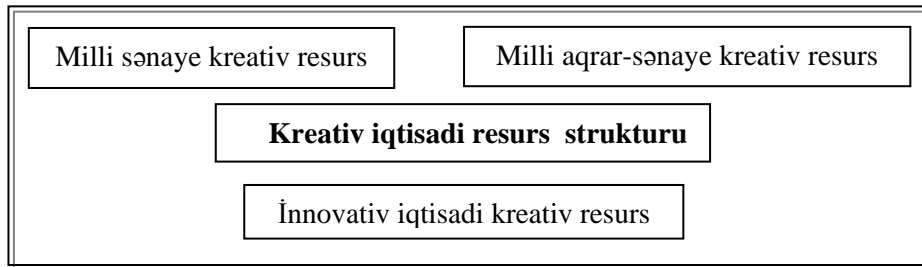 Milli sənaye kreativ resurs
Milli aqrar-sənaye kreativ resurs
Kreativ iqtisadi resurs strukturu
İnnovativ iqtisadi kreativ resurs